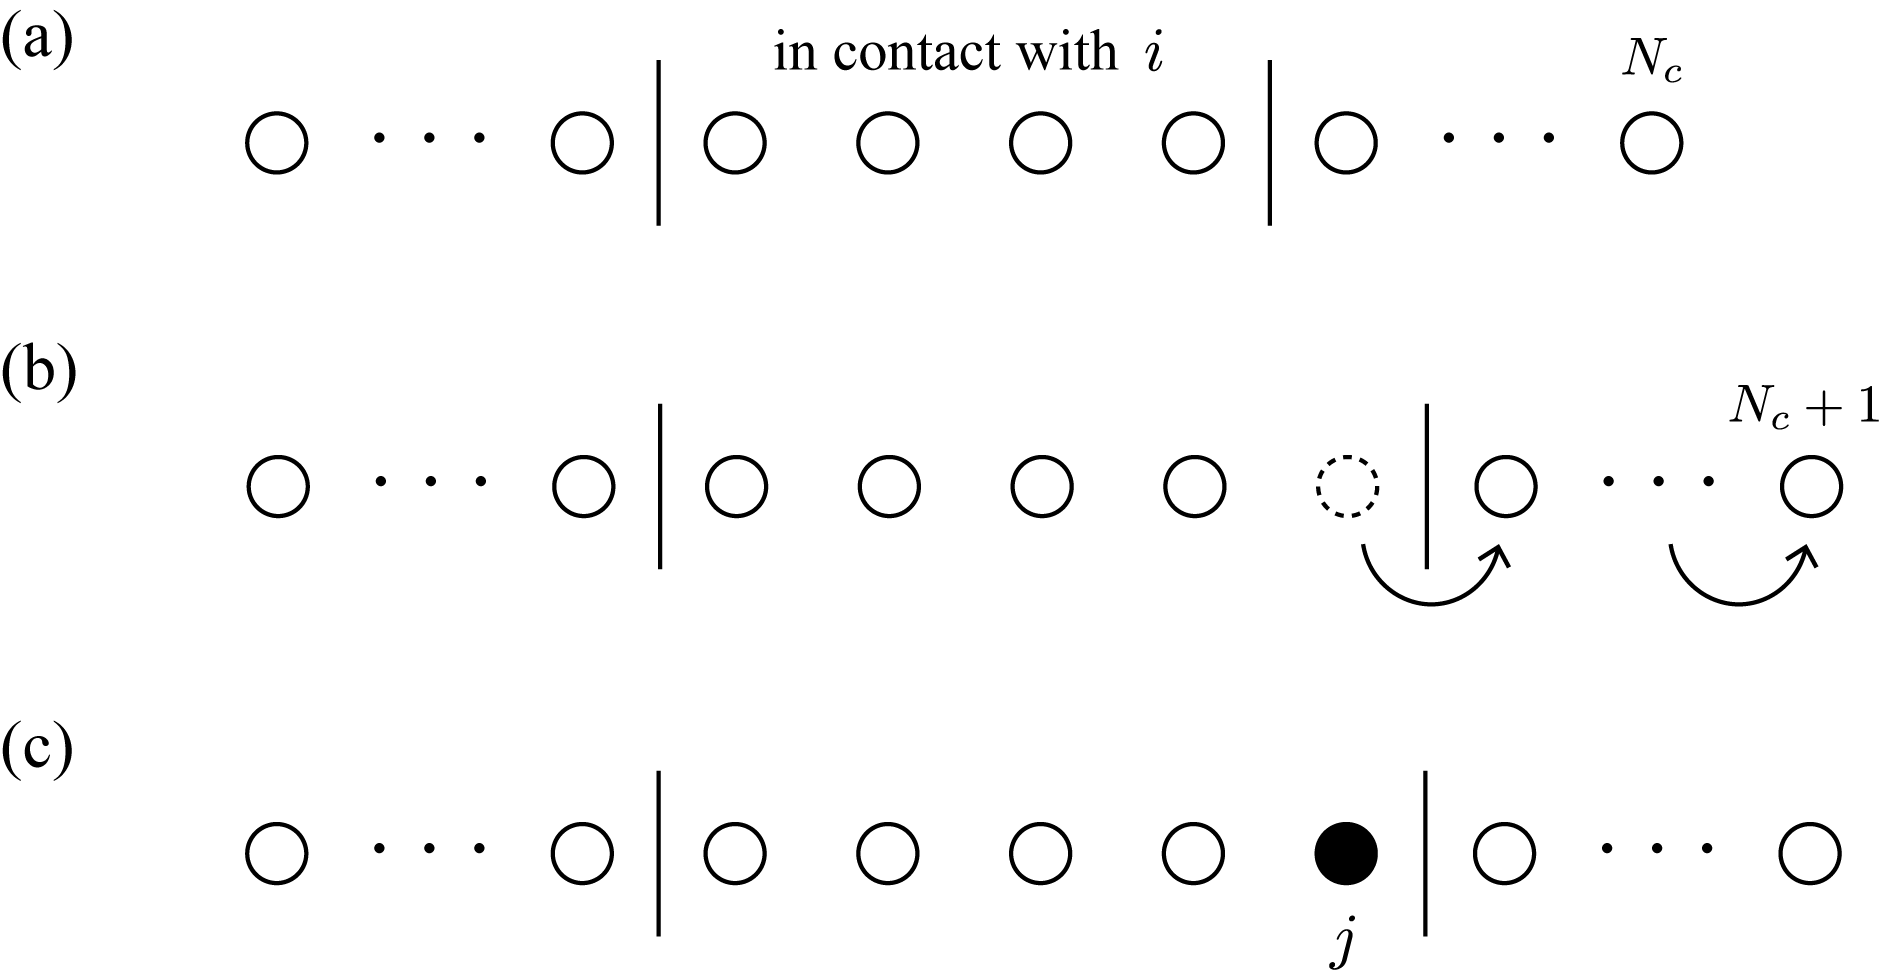 (a)
in contact with i
N_c
(b)
N_c + 1
(c)
j